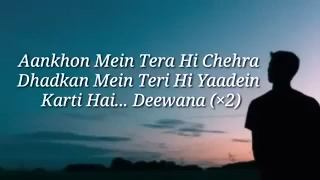 Aankhon Mein Tera Hi Chehra
Dhadkan Mein Teri Hi Yaadein
Karti Hai... Deewana (×2)